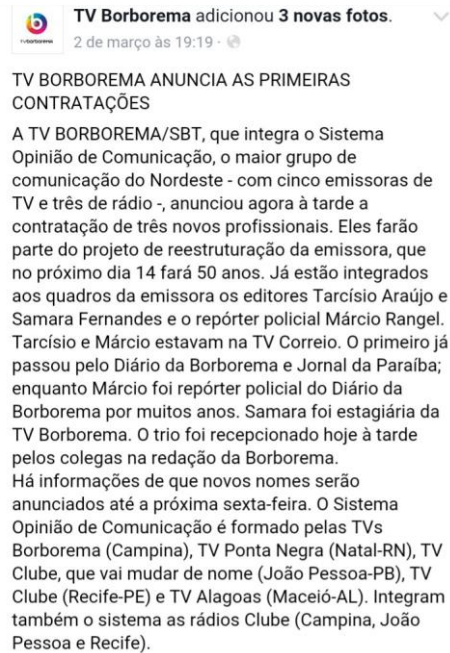 TV Borborema adicionou 3 novas fotos.
2 de março às 19:19 ·
TV BORBOREMA ANUNCIA AS PRIMEIRAS
CONTRATAÇÕES
A TV BORBOREMA/SBT, que integra o Sistema
Opinião de Comunicação, o maior grupo de
comunicação do Nordeste - com cinco emissoras de
TV e três de rádio -, anunciou agora à tarde a
contratação de três novos profissionais. Eles farão
parte do projeto de reestruturação da emissora, que
no próximo dia 14 fará 50 anos. Já estão integrados
aos quadros da emissora os editores Tarcísio Araújo e
Samara Fernandes e o repórter policial Márcio Rangel.
Tarcísio e Márcio estavam na TV Correio. O primeiro já
passou pelo Diário da Borborema e Jornal da Paraíba;
enquanto Márcio foi repórter policial do Diário da
Borborema por muitos anos. Samara foi estagiária da
TV Borborema. O trio foi recepcionado hoje à tarde
pelos colegas na redação da Borborema.
Há informações de que novos nomes serão
anunciados até a próxima sexta-feira. O Sistema
Opinião de Comunicação é formado pelas TVs
Borborema (Campina), TV Ponta Negra (Natal-RN), TV
Clube, que vai mudar de nome (João Pessoa-PB), TV
Clube (Recife-PE) e TV Alagoas (Maceió-AL). Integram
também o sistema as rádios Clube (Campina, João
Pessoa e Recife).